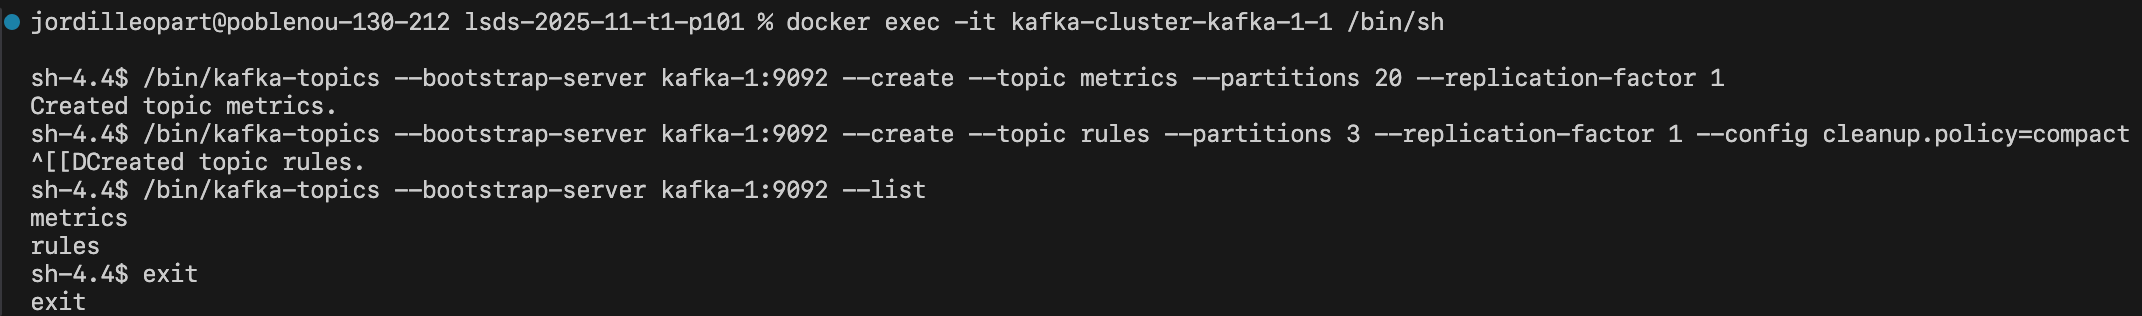 jordilleopart@poblenou-130-212 lsds-2025-11-t1-p101 % docker exec -it kafka-cluster-kafka-1-1 /bin/sh
sh-4.4$ /bin/kafka-topics --bootstrap-server kafka-1:9092 --create --topic metrics --partitions 20 --replication-factor 1
Created topic metrics.
sh-4.4$ /bin/kafka-topics --bootstrap-server kafka-1:9092 --create --topic rules --partitions 3 --replication-factor 1 --config cleanup.policy=compact
^[[DCreated topic rules.
sh-4.4$ /bin/kafka-topics --bootstrap-server kafka-1:9092 --list
metrics
rules
sh-4.4$ exit
exit